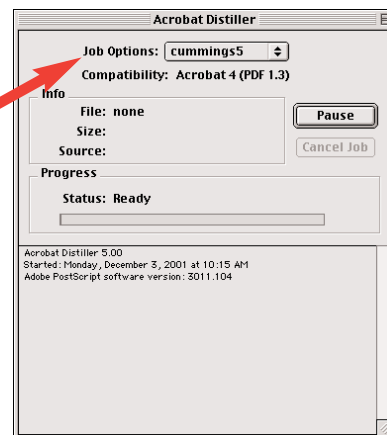 Acrobat Distiller
Job Options: cummings5
Compatibility: Acrobat 4 (PDF 1.3)
Info
File: none
Size:
Source:
Pause
Cancel Job
Progress
Status: Ready
Acrobat Distiller 5.00
Started: Monday, December 3, 2001 at 10:15 AM
Adobe PostScript software version: 3011.104